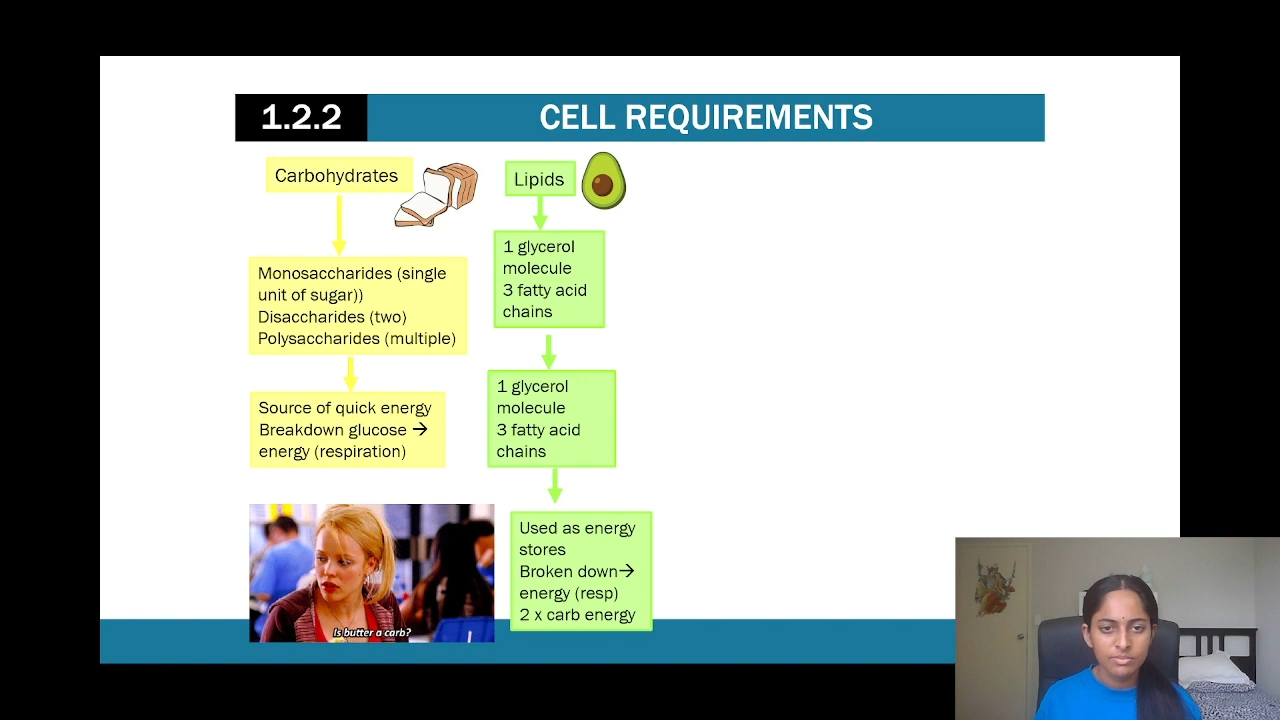 1.2.2
CELL REQUIREMENTS
Carbohydrates
Monosaccharides (single
unit of sugar))
Disaccharides (two)
Polysaccharides (multiple)
Source of quick energy
Breakdown glucose →
energy (respiration)
Is butter a carb?
Lipids
1 glycerol
molecule
3 fatty acid
chains
1 glycerol
molecule
3 fatty acid
chains
Used as energy
stores
Broken down→
energy (resp)
2 x carb energy